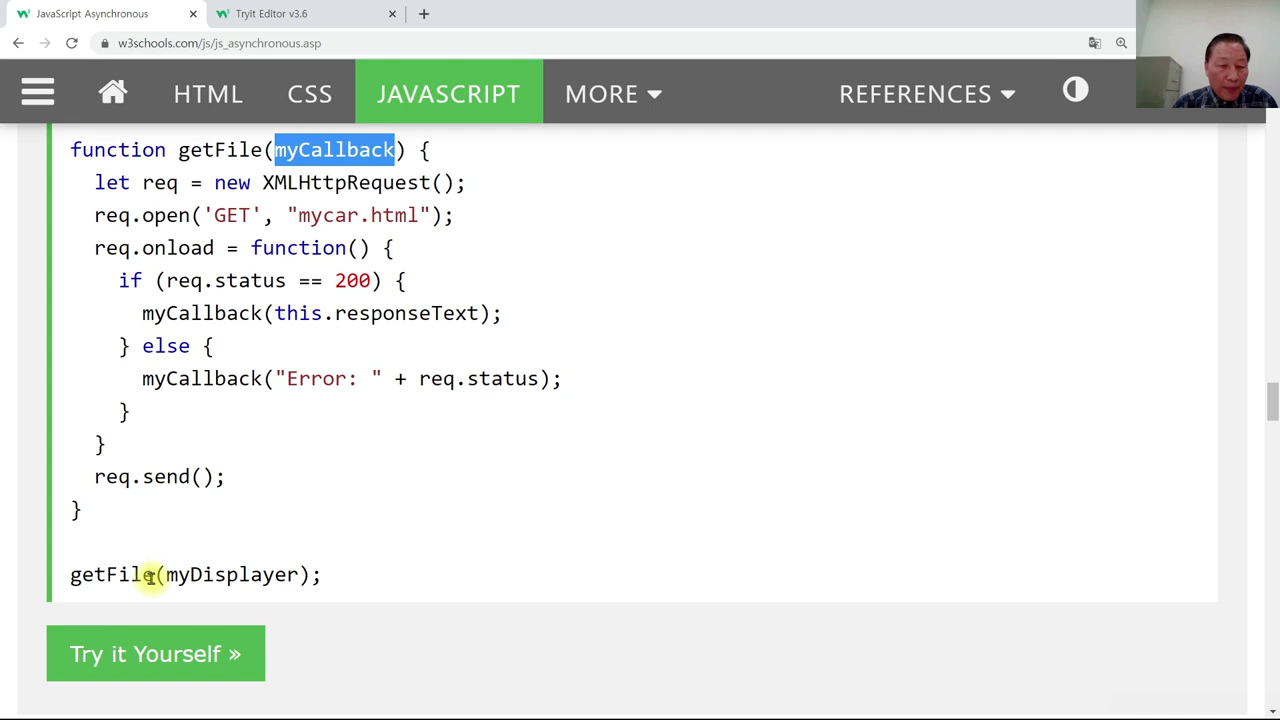 JavaScript Asynchronous
Tryit Editor v3.6
w3schools.com/js/js_asynchronous.asp
HTML CSS JAVASCRIPT MORE REFERENCES
function getFile(myCallback) {
let req = new XMLHttpRequest();
req.open('GET', "mycar.html");
req.onload = function() {
if (req.status == 200) {
myCallback(this.responseText);
} else {
myCallback("Error: " + req.status);
}
}
req.send();
}
getFile(myDisplayer);
Try it Yourself »